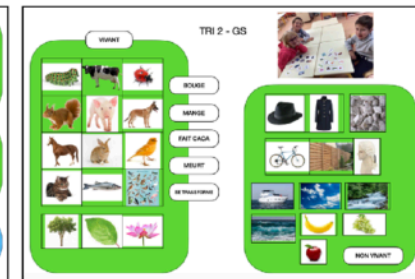 TRI 2 - GS
VIVANT
BOUGE
MANGE
FAIT CACA
MEURT
SE TRANSFORME
NON VIVANT